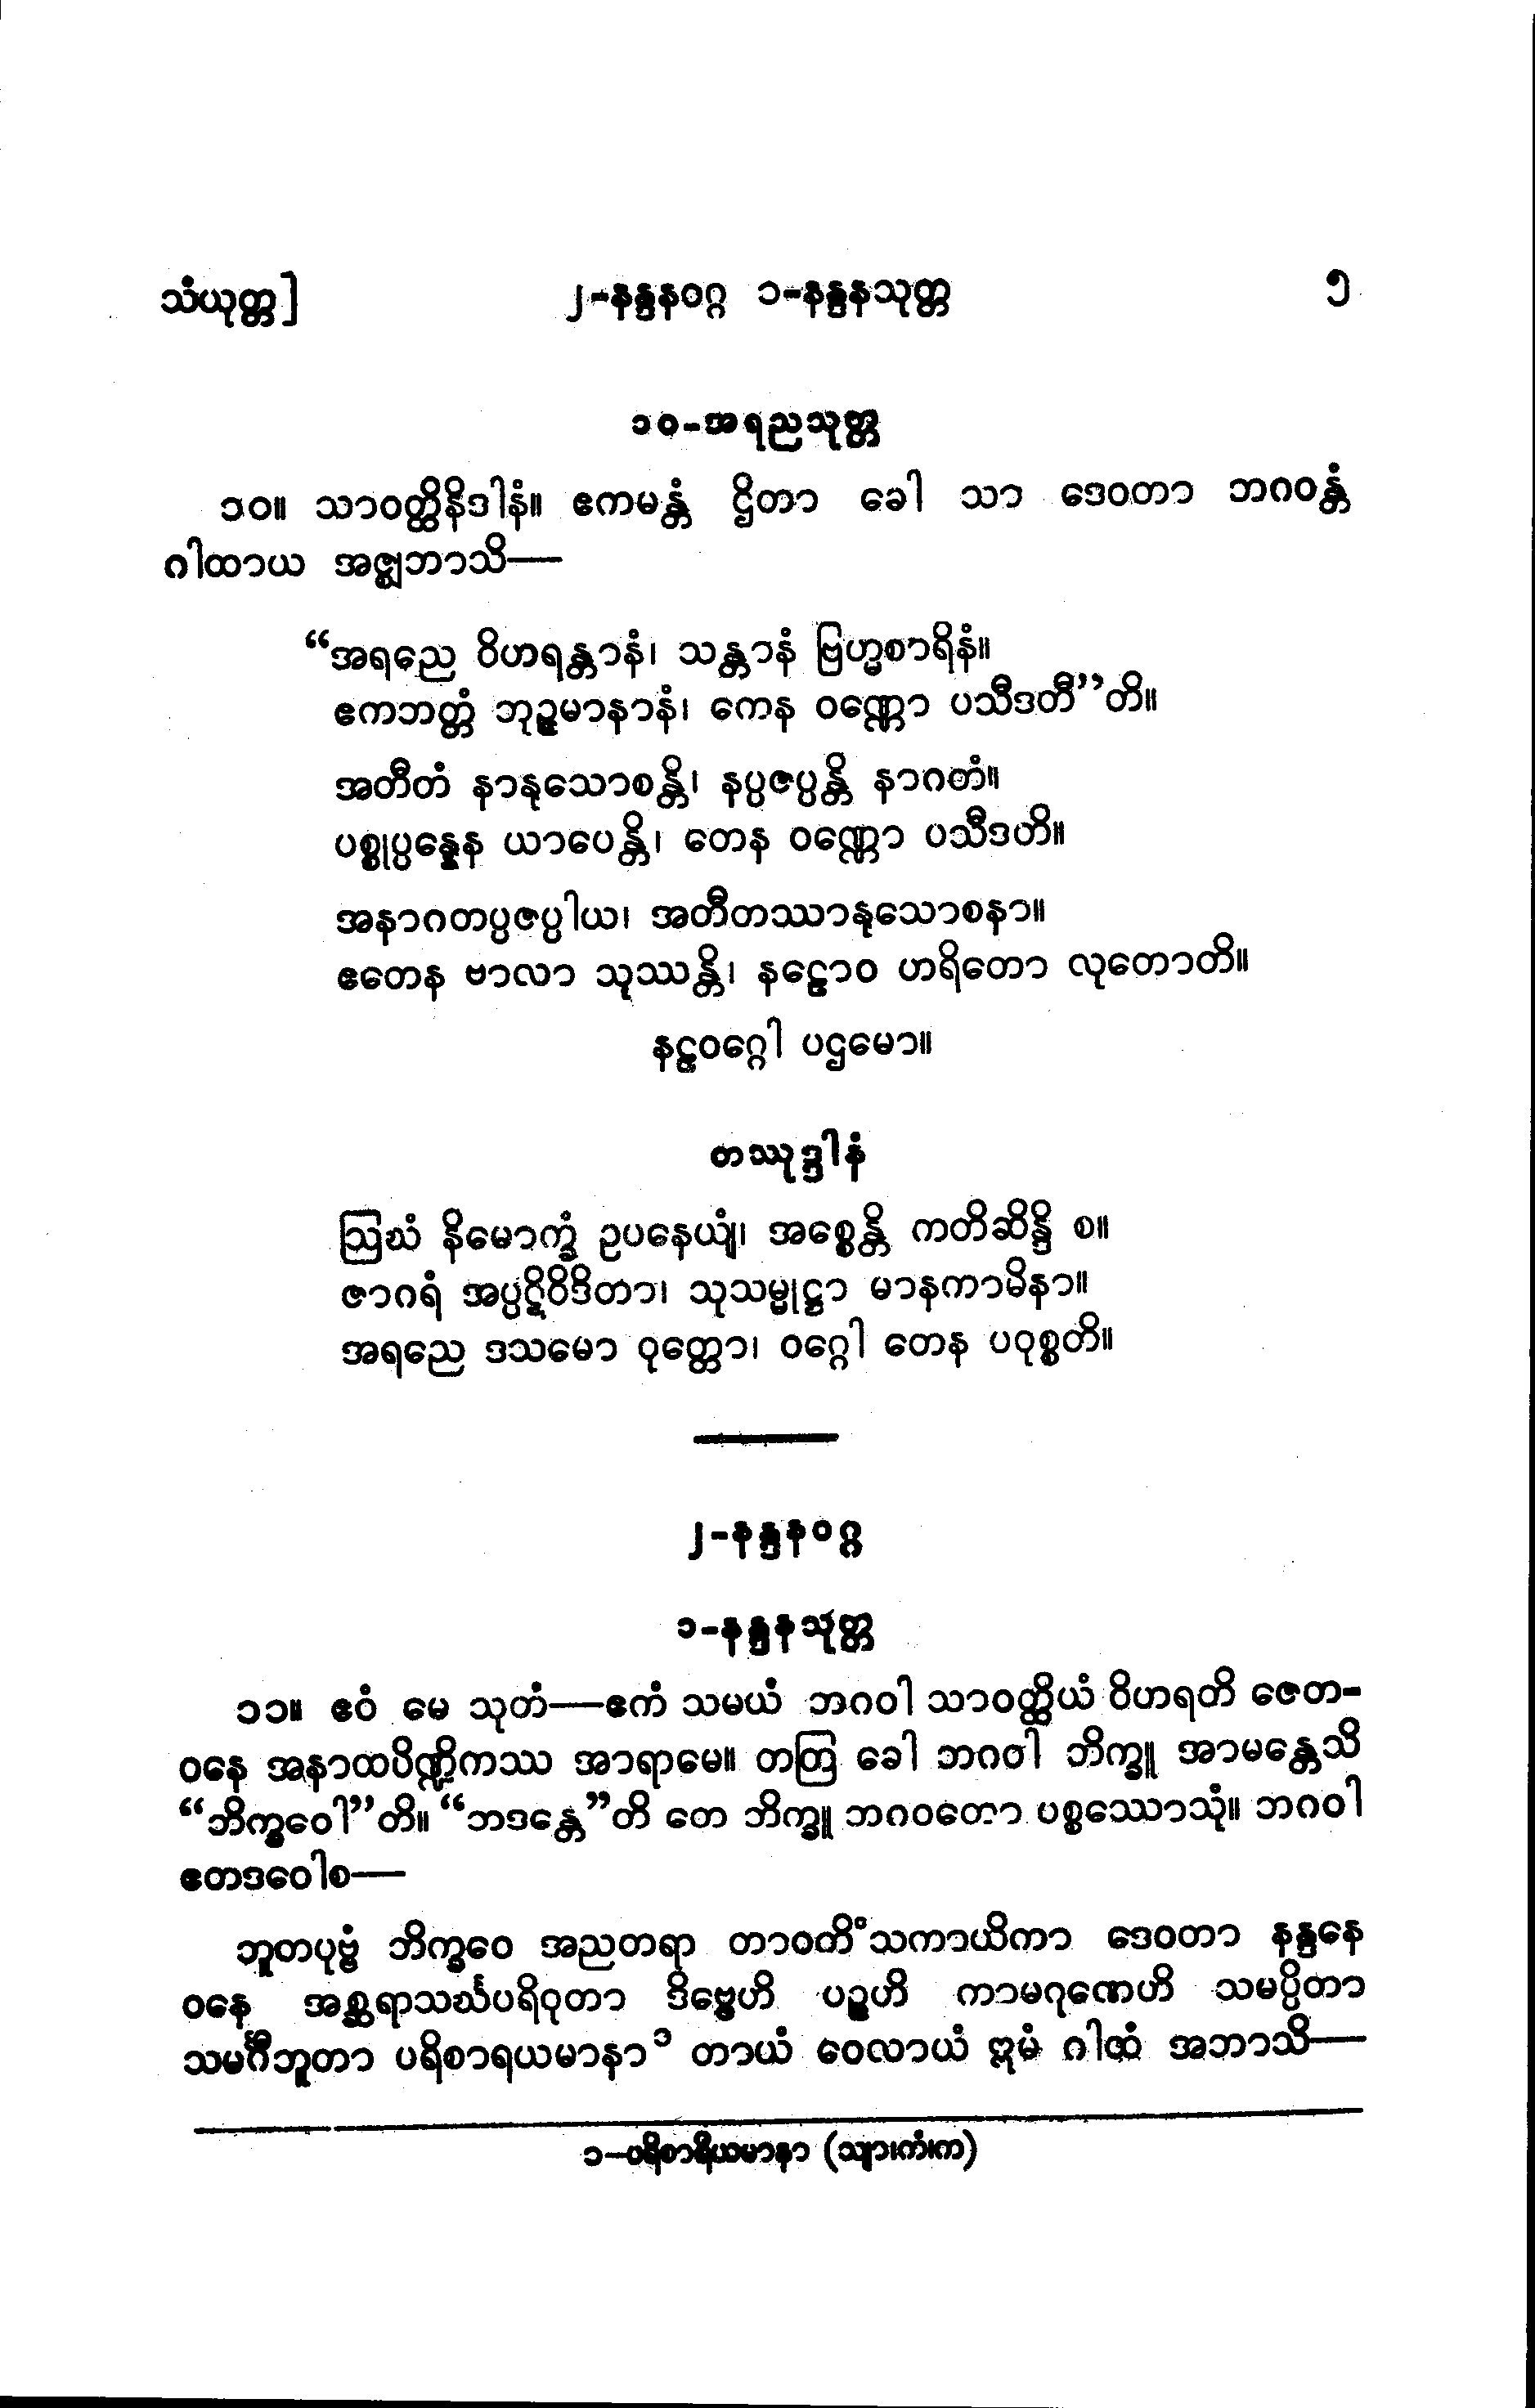 သံယုတ္တ]
၂-နန္ဒနဝဂ္ဂ ၁-နန္ဒနသုတ္တ
၅
၁၀-အရညသုတ္တ
၁၀။ သာဝတ္ထိနိဒါနံ။ ဧကမန္တံ ဌိတာ ခေါ သာ ဒေဝတာ ဘဂဝန္တံ
ဂါထာယ အဇ္ဈဘာသိ—
“အရညေ ဝိဟရန္တာနံ၊ သန္တာနံ ဗြဟ္မစာရိနံ။
ဧကဘတ္တံ ဘုဉ္ဇမာနာနံ၊ ကေန ဝဏ္ဏော ပသီဒတီ”တိ။
အတီတံ နာနုသောစန္တိ၊ နပ္ပဇပ္ပန္တိ နာဂတံ။
ပစ္စုပ္ပန္နေန ယာပေန္တိ၊ တေန ဝဏ္ဏော ပသီဒတိ။
အနာဂတပ္ပဇပ္ပါယ၊ အတီတဿာနုသောစနာ။
ဧတေန ဗာလာ သုဿန္တိ၊ နဠောဝ ဟရိတော လုတောတိ။
နဠဝဂ္ဂေါ ပဌမော။
တဿုဒ္ဒါနံ
ဩဃံ နိမောက္ခံ ဥပနေယျံ၊ အစ္စေန္တိ ကတိဆိန္ဒိ စ။
ဇာဂရံ အပ္ပဋိဝိဒိတာ၊ သုသမ္မုဋ္ဌာ မာနကာမိနာ။
အရညေ ဒသမော ဝုတ္တော၊ ဝဂ္ဂေါ တေန ပဝုစ္စတိ။
၂-နန္ဒနဝဂ္ဂ
၁-နန္ဒနသုတ္တ
၁၁။ ဧဝံ မေ သုတံ—ဧကံ သမယံ ဘဂဝါ သာဝတ္ထိယံ ဝိဟရတိ ဇေတ-
ဝနေ အနာထပိဏ္ဍိကဿ အာရာမေ။ တတြ ခေါ ဘဂဝါ ဘိက္ခူ အာမန္တေသိ
“ဘိက္ခဝေါ”တိ။ “ဘဒန္တေ”တိ တေ ဘိက္ခူ ဘဂဝတော ပစ္စဿောသုံ။ ဘဂဝါ
ဧတဒဝေါစ—
ဘူတပုဗ္ဗံ ဘိက္ခဝေ အညတရာ တာဝတိံသကာယိကာ ဒေဝတာ နန္ဒနေ
ဝနေ အစ္ဆရာသင်္ဃပရိဝုတာ ဒိဗ္ဗေဟိ ပဉ္စဟိ ကာမဂုဏေဟိ သမပ္ပိတာ
သမင်္ဂီဘူတာ ပရိစာရယမာနာ၁ တာယံ ဝေလာယံ ဣမံ ဂါထံ အဘာသိ—
၁—ပရိစာရိယမာနာ (သျာ၊ကံ၊က)